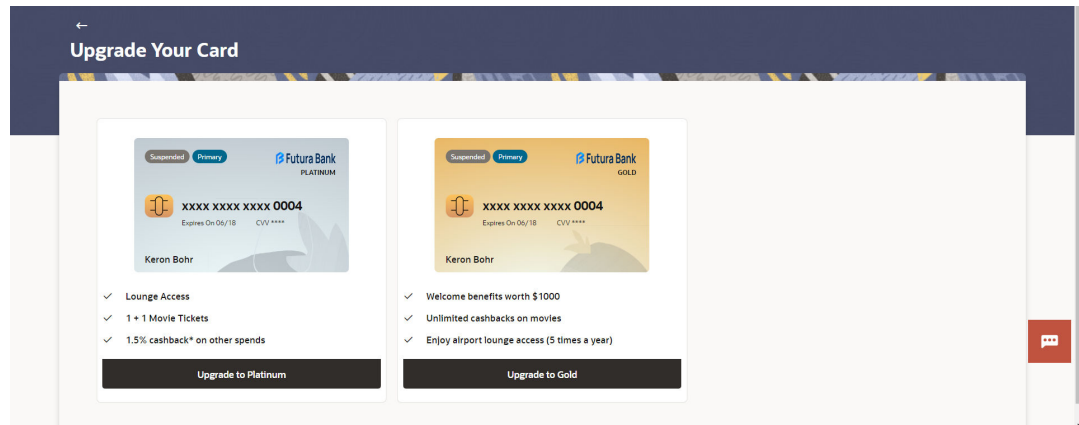 Upgrade Your Card
Suspended Primary Futura Bank
PLATINUM
xxxx xxxx xxxx 0004
Expires On 06/18 CVV ****
Keron Bohr
Lounge Access
1 + 1 Movie Tickets
1.5% cashback* on other spends
Upgrade to Platinum
Suspended Primary Futura Bank
GOLD
xxxx xxxx xxxx 0004
Expires On 06/18 CVV ****
Keron Bohr
Welcome benefits worth $1000
Unlimited cashbacks on movies
Enjoy airport lounge access (5 times a year)
Upgrade to Gold